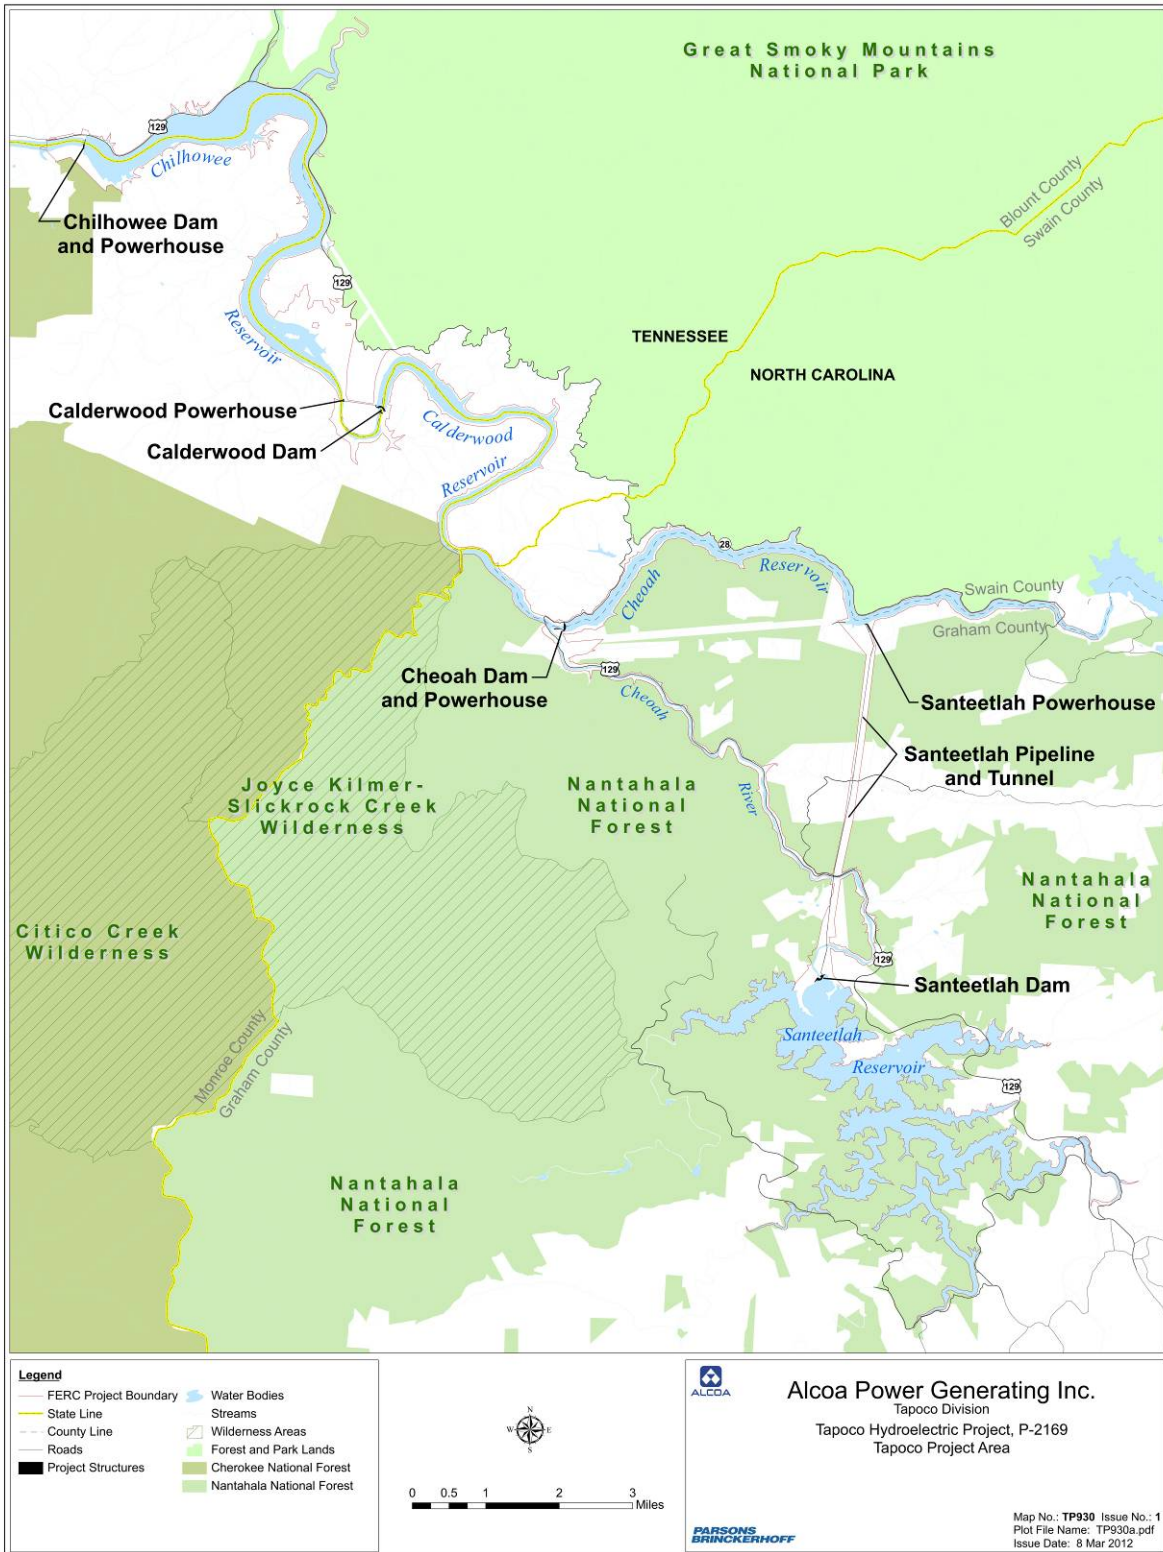 Great Smoky Mountains
National Park
129
Chilhowee
Blount County
Swain County
Chilhowee Dam
and Powerhouse
129
Reservoir
TENNESSEE
NORTH CAROLINA
Calderwood Powerhouse
Calderwood
Calderwood Dam
Reservoir
28
Reservoir
Cheoah
Swain County
Graham County
129
Cheoah Dam
and Powerhouse
Cheoah
Santeetlah Powerhouse
Santeetlah Pipeline
and Tunnel
Joyce Kilmer-
Slickrock Creek
Wilderness
Nantahala
National
Forest
River
Nantahala
National
Forest
Citico Creek
Wilderness
129
Santeetlah Dam
Monroe County
Graham County
Santeetlah
Reservoir
129
Nantahala
National
Forest
Legend
FERC Project Boundary
State Line
County Line
Roads
Project Structures
Water Bodies
Streams
Wilderness Areas
Forest and Park Lands
Cherokee National Forest
Nantahala National Forest
N
W E
S
0 0.5 1 2 3
Miles
ALCOA
Alcoa Power Generating Inc.
Tapoco Division
Tapoco Hydroelectric Project, P-2169
Tapoco Project Area
PARSONS
BRINCKERHOFF
Map No.: TP930 Issue No.: 1
Plot File Name: TP930a.pdf
Issue Date: 8 Mar 2012